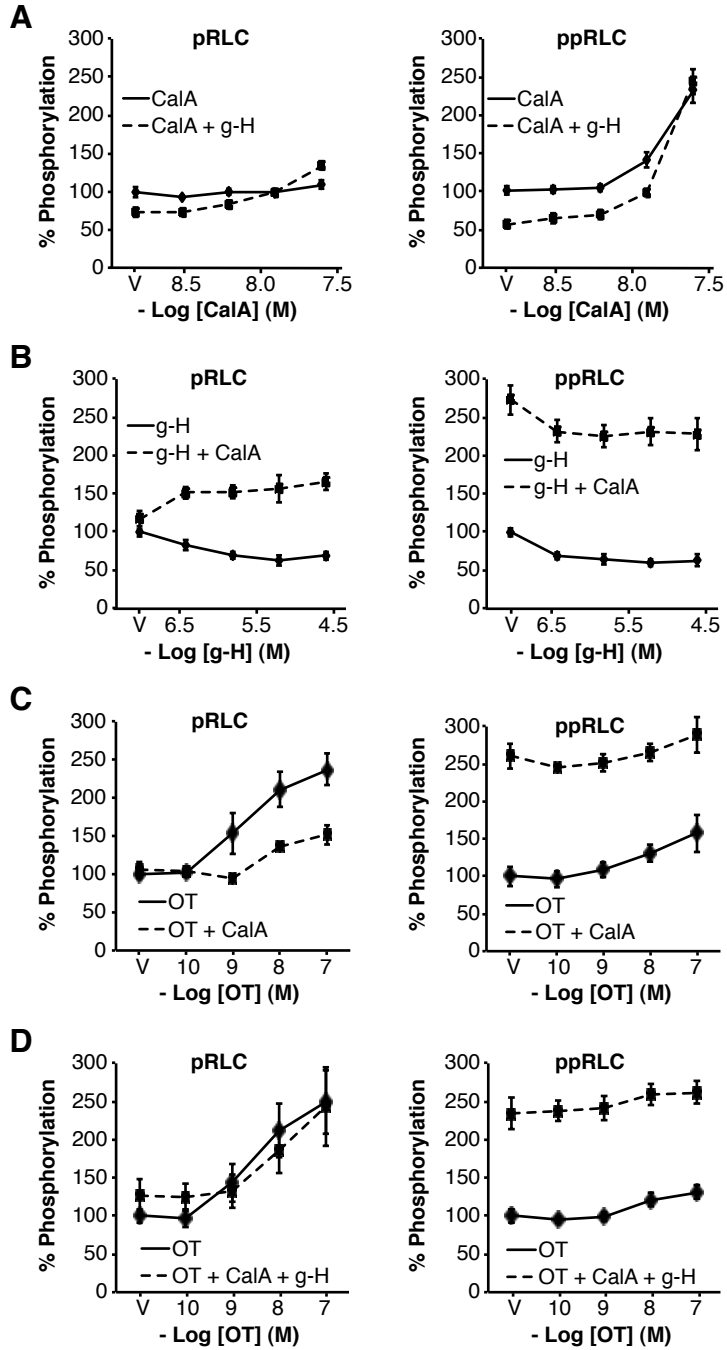 A
pRLC
ppRLC
% Phosphorylation
300
250
200
150
100
50
0
CalA
CalA + g-H
V 8.5 8.0 7.5
- Log [CalA] (M)
% Phosphorylation
300
250
200
150
100
50
0
CalA
CalA + g-H
V 8.5 8.0 7.5
- Log [CalA] (M)
B
pRLC
ppRLC
% Phosphorylation
300
250
200
150
100
50
0
g-H
g-H + CalA
V 6.5 5.5 4.5
- Log [g-H] (M)
% Phosphorylation
300
250
200
150
100
50
0
g-H
g-H + CalA
V 6.5 5.5 4.5
- Log [g-H] (M)
C
pRLC
ppRLC
% Phosphorylation
300
250
200
150
100
50
0
OT
OT + CalA
V 10 9 8 7
- Log [OT] (M)
% Phosphorylation
300
250
200
150
100
50
0
OT
OT + CalA
V 10 9 8 7
- Log [OT] (M)
D
pRLC
ppRLC
% Phosphorylation
300
250
200
150
100
50
0
OT
OT + CalA + g-H
V 10 9 8 7
- Log [OT] (M)
% Phosphorylation
300
250
200
150
100
50
0
OT
OT + CalA + g-H
V 10 9 8 7
- Log [OT] (M)